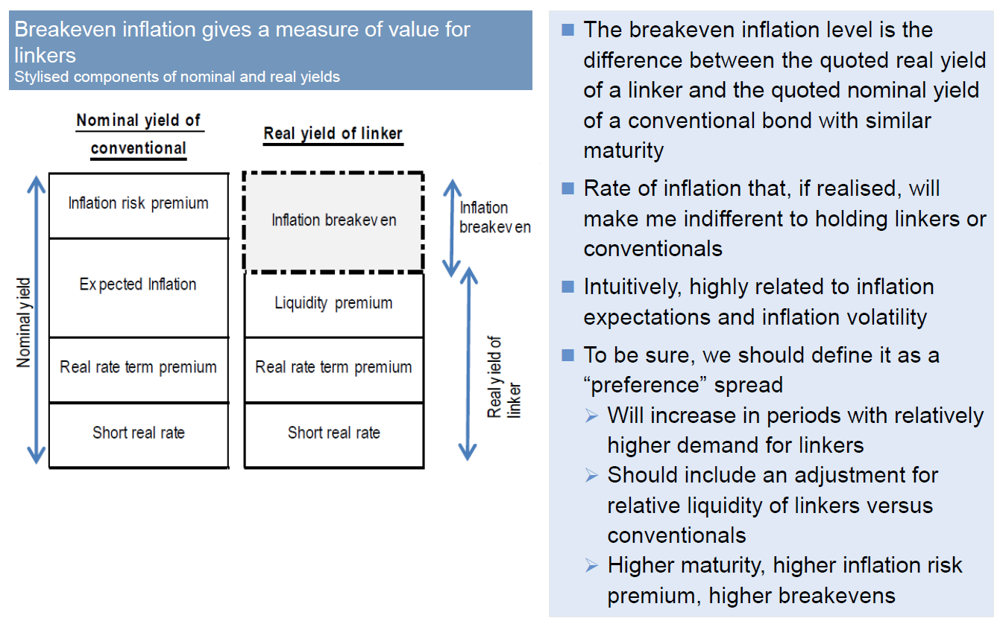 Breakeven inflation gives a measure of value for
linkers
Stylised components of nominal and real yields
Nominal yield of
conventional
Real yield of linker
Nominal yield
Inflation risk premium
Expected Inflation
Real rate term premium
Short real rate
Inflation breakeven
Liquidity premium
Real rate term premium
Short real rate
Inflation
breakeven
Real yield of
linker
The breakeven inflation level is the
difference between the quoted real yield
of a linker and the quoted nominal yield
of a conventional bond with similar
maturity
Rate of inflation that, if realised, will
make me indifferent to holding linkers or
conventionals
Intuitively, highly related to inflation
expectations and inflation volatility
To be sure, we should define it as a
“preference” spread
Will increase in periods with relatively
higher demand for linkers
Should include an adjustment for
relative liquidity of linkers versus
conventionals
Higher maturity, higher inflation risk
premium, higher breakevens